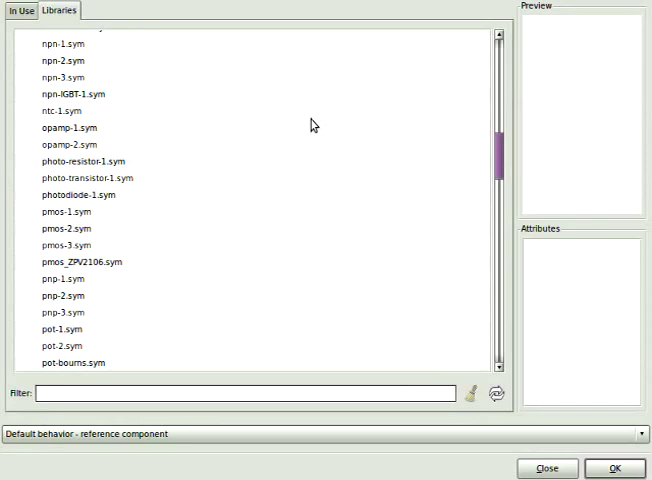 In Use Libraries
npn-1.sym
npn-2.sym
npn-3.sym
npn-IGBT-1.sym
ntc-1.sym
opamp-1.sym
opamp-2.sym
photo-resistor-1.sym
photo-transistor-1.sym
photodiode-1.sym
pmos-1.sym
pmos-2.sym
pmos-3.sym
pmos_ZPV2106.sym
pnp-1.sym
pnp-2.sym
pnp-3.sym
pot-1.sym
pot-2.sym
pot-bourns.sym
Filter:
Preview
Attributes
Default behavior - reference component
Close OK